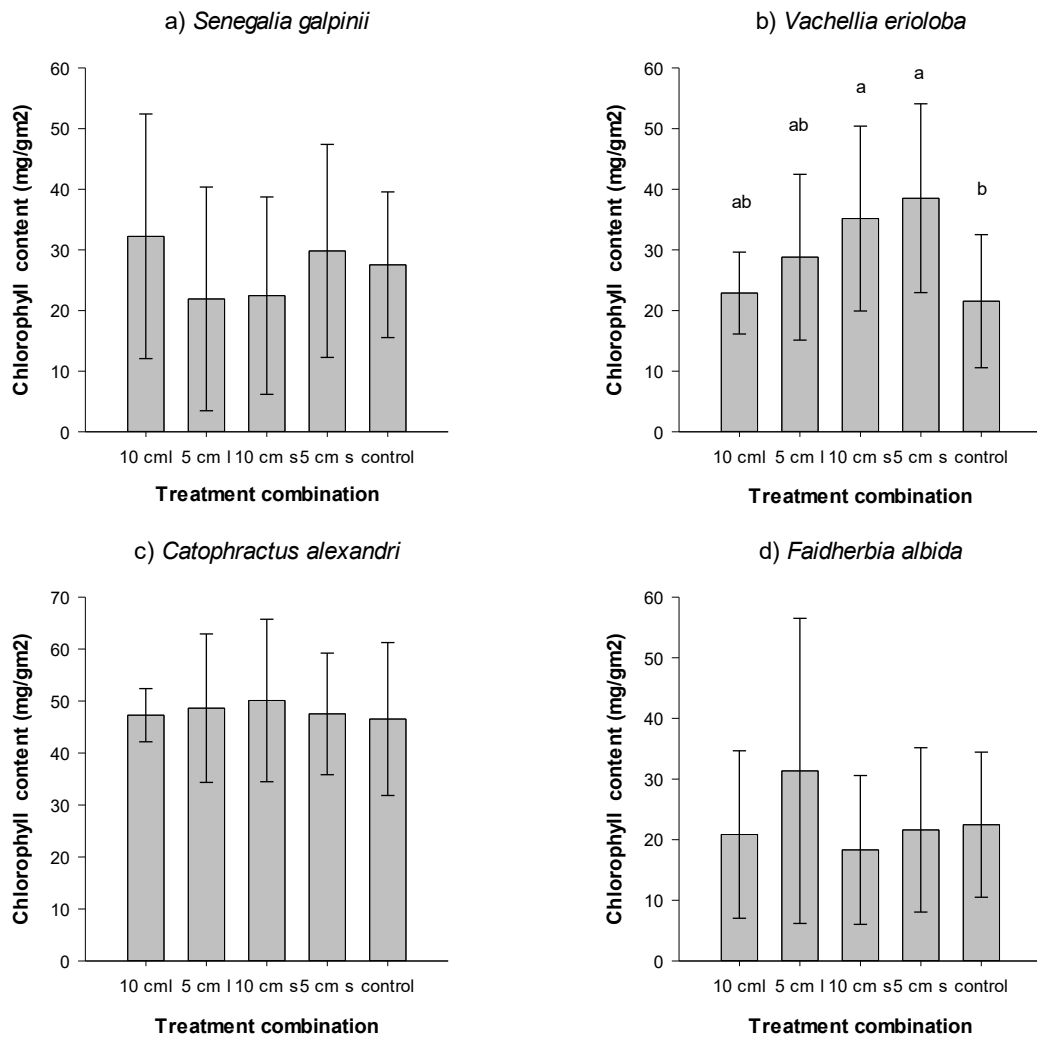 a) Senegalia galpinii
Chlorophyll content (mg/gm2)
60
50
40
30
20
10
0
10 cml 5 cm l 10 cm s 5 cm s control
Treatment combination
b) Vachellia erioloba
Chlorophyll content (mg/gm2)
60
50
40
30
20
10
0
ab
ab
a
a
b
10 cml 5 cm l 10 cm s 5 cm s control
Treatment combination
c) Catophractus alexandri
Chlorophyll content (mg/gm2)
70
60
50
40
30
20
10
0
10 cml 5 cm l 10 cm s 5 cm s control
Treatment combination
d) Faidherbia albida
Chlorophyll content (mg/gm2)
60
50
40
30
20
10
0
10 cml 5 cm l 10 cm s 5 cm s control
Treatment combination